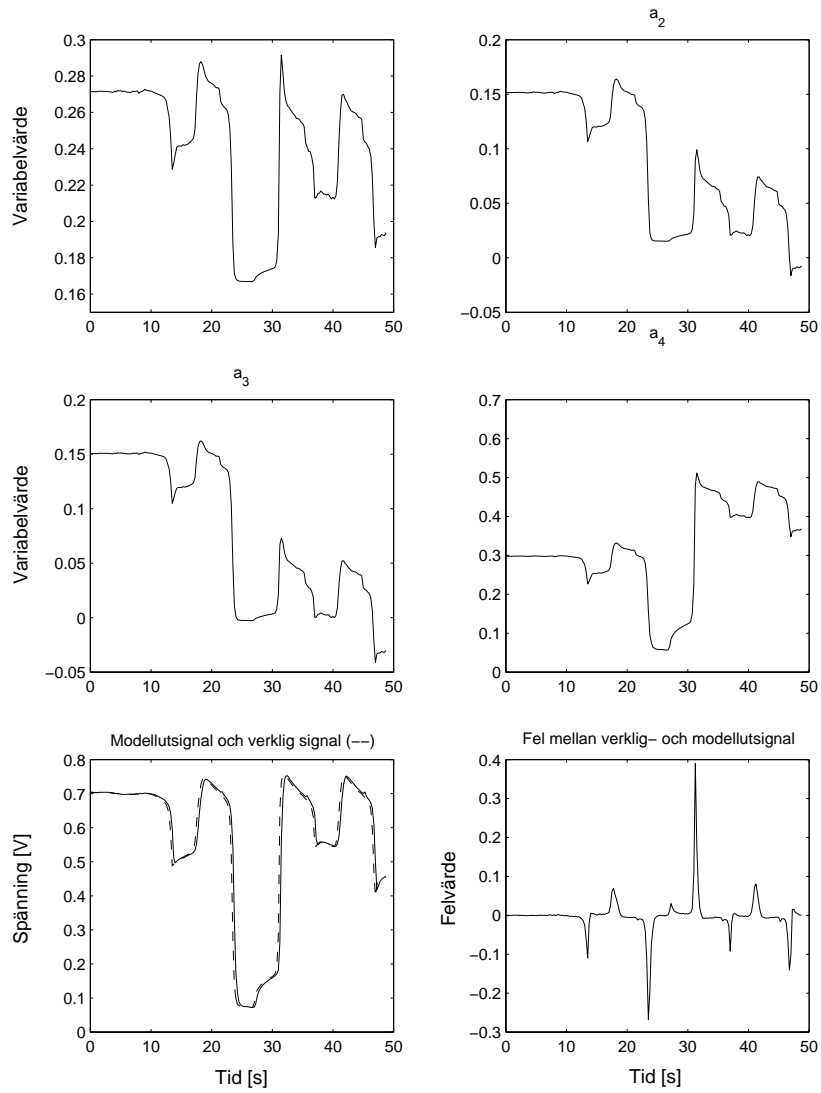 a2
0.3
0.28
0.26
0.24
0.22
0.2
0.18
0.16
Variabelvärde
0 10 20 30 40 50
0.2
0.15
0.1
0.05
0
−0.05
0 10 20 30 40 50
a3
a4
0.2
0.15
0.1
0.05
0
−0.05
Variabelvärde
0 10 20 30 40 50
0.7
0.6
0.5
0.4
0.3
0.2
0.1
0
0 10 20 30 40 50
Modellutsignal och verklig signal (−−)
0.8
0.7
0.6
0.5
0.4
0.3
0.2
0.1
0
Spänning [V]
0 10 20 30 40 50
Tid [s]
Fel mellan verklig− och modellutsignal
0.4
0.3
0.2
0.1
0
−0.1
−0.2
−0.3
Felvärde
0 10 20 30 40 50
Tid [s]